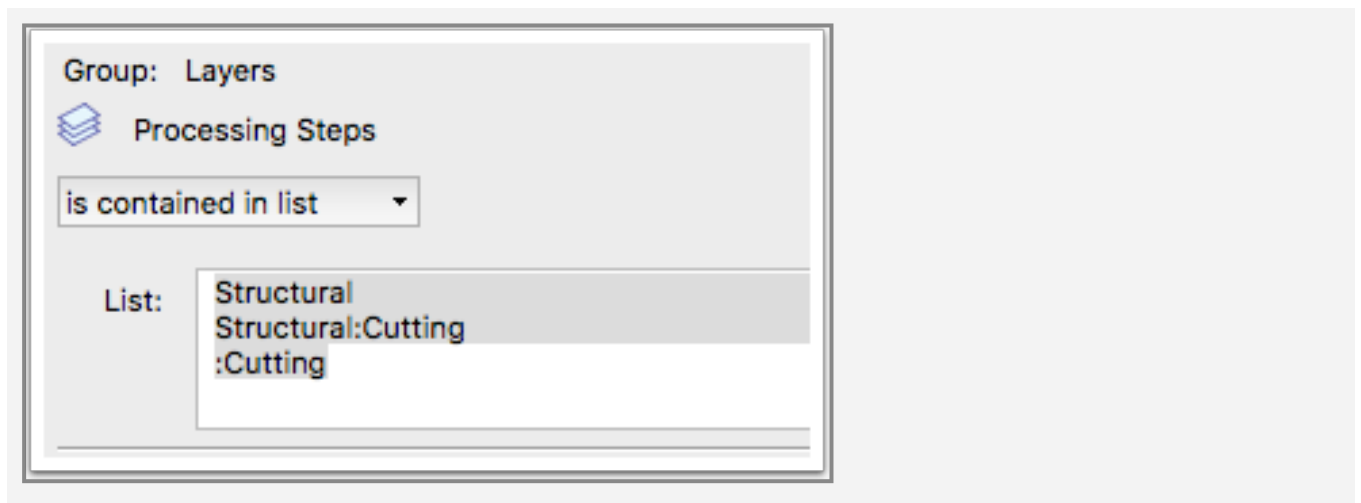 Group: Layers
Processing Steps
is contained in list
List:
Structural
Structural:Cutting
:Cutting